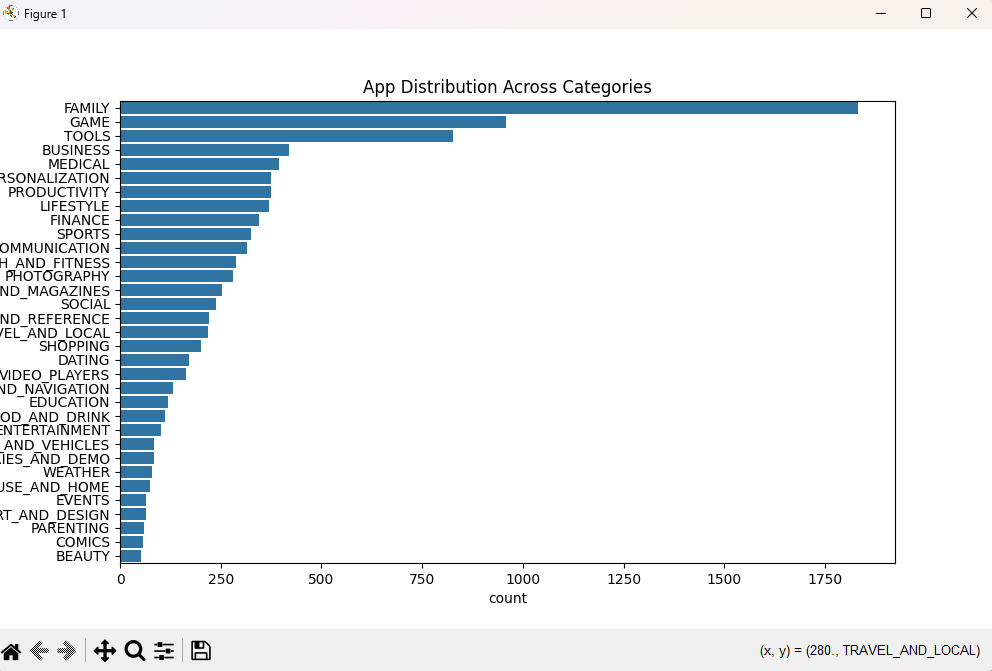 Figure 1
App Distribution Across Categories
FAMILY
GAME
TOOLS
BUSINESS
MEDICAL
RSONALIZATION
PRODUCTIVITY
LIFESTYLE
FINANCE
SPORTS
OMMUNICATION
H_AND_FITNESS
PHOTOGRAPHY
ND_MAGAZINES
SOCIAL
ND_REFERENCE
VEL_AND_LOCAL
SHOPPING
DATING
VIDEO_PLAYERS
ND_NAVIGATION
EDUCATION
OD_AND_DRINK
ENTERTAINMENT
_AND_VEHICLES
IES_AND_DEMO
WEATHER
USE_AND_HOME
EVENTS
RT_AND_DESIGN
PARENTING
COMICS
BEAUTY
0 250 500 750 1000 1250 1500 1750
count
(x, y) = (280., TRAVEL_AND_LOCAL)